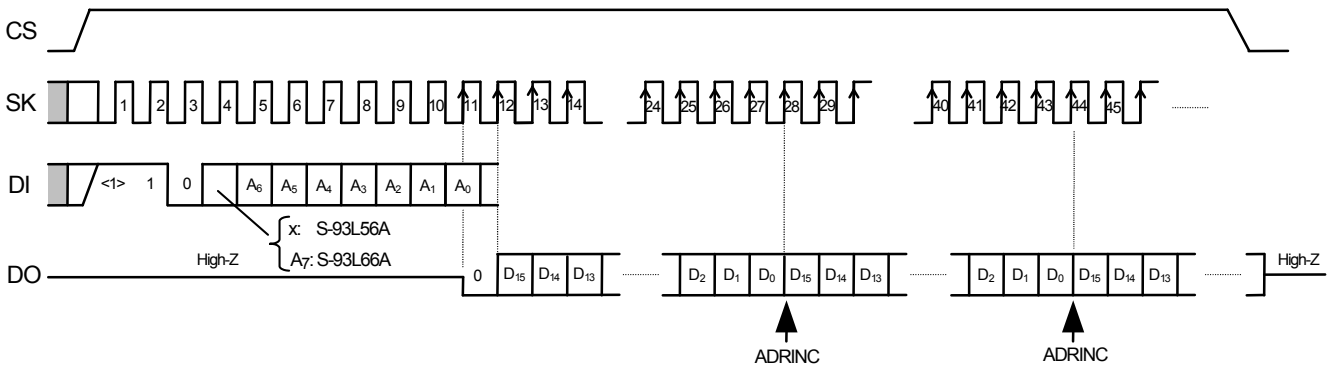 CS
SK 1 2 3 4 5 6 7 8 9 10 11 12 13 14 24 25 26 27 28 29 40 41 42 43 44 45
DI <1> 1 0 A6 A5 A4 A3 A2 A1 A0
x: S-93L56A
A7: S-93L66A
High-Z
DO 0 D15 D14 D13 D2 D1 D0 D15 D14 D13 D2 D1 D0 D15 D14 D13 High-Z
ADRINC ADRINC